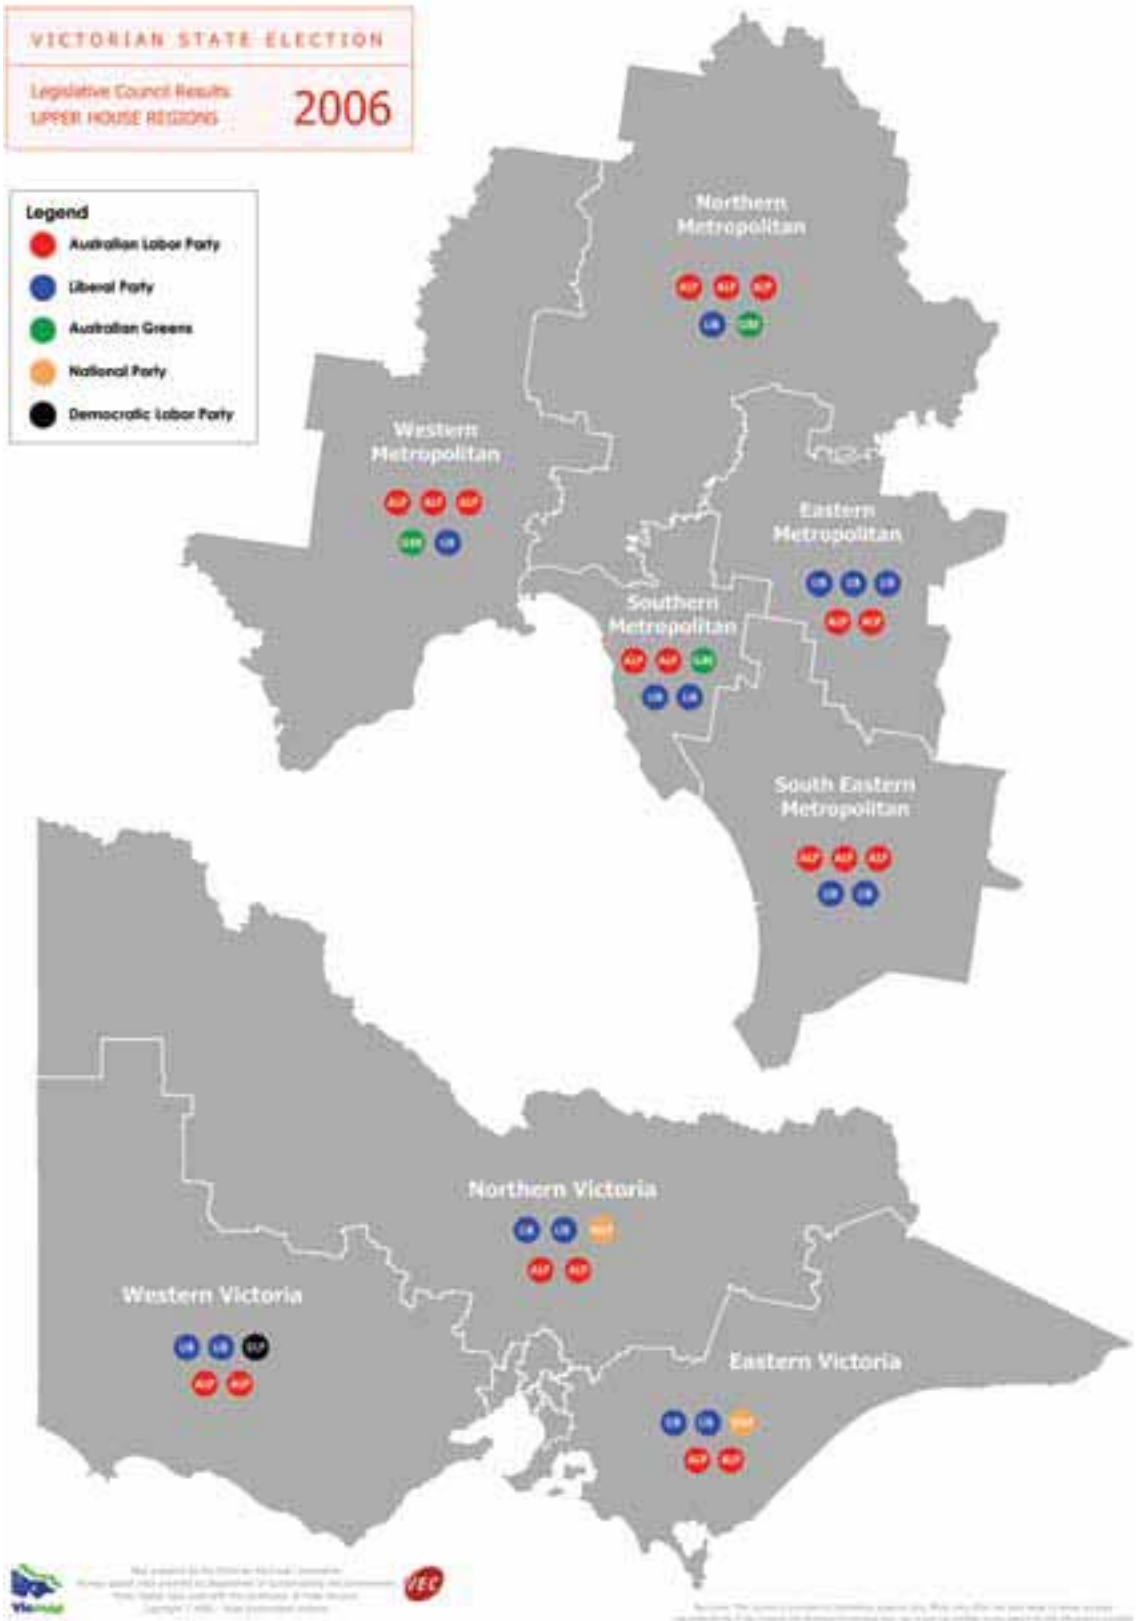 VICTORIAN STATE ELECTION
Legislative Council Results
UPPER HOUSE REGIONS
2006
Legend
Australian Labor Party
Liberal Party
Australian Greens
National Party
Democratic Labor Party
Northern
Metropolitan
ALP ALP ALP
LIB GRN
Western
Metropolitan
ALP ALP ALP
GRN LIB
Eastern
Metropolitan
LIB LIB LIB
ALP ALP
Southern
Metropolitan
ALP ALP GRN
LIB LIB
South Eastern
Metropolitan
ALP ALP ALP
LIB LIB
Northern Victoria
LIB LIB NAT
ALP ALP
Western Victoria
LIB LIB DLP
ALP ALP
Eastern Victoria
LIB LIB NAT
ALP ALP
Vicmap
VEC